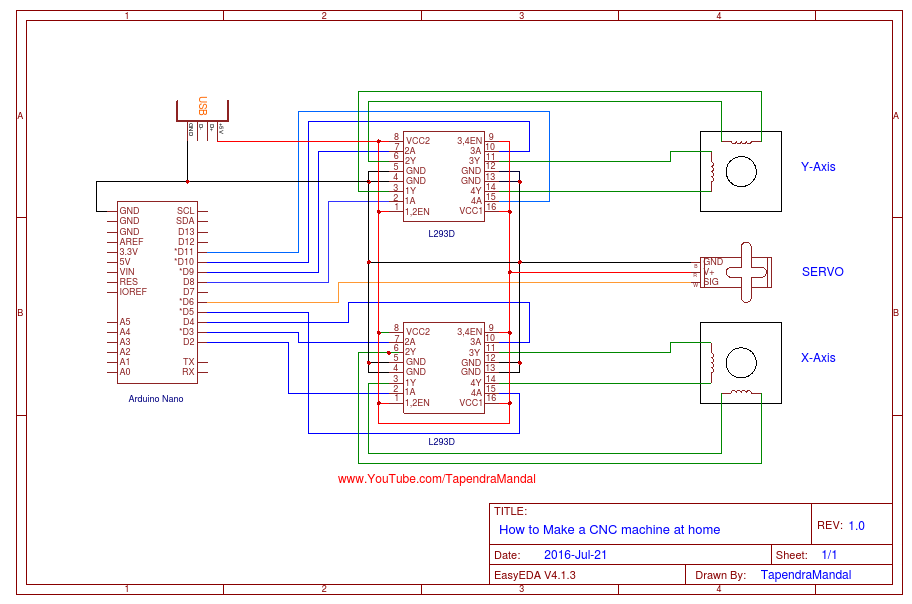 1 2 3 4
A A
USB
GND D- D+ +5V
8 VCC2 3,4EN 9
7 2A 3A 10
6 2Y 3Y 11
5 GND GND 12
4 GND GND 13
3 1Y 4Y 14
2 1A 4A 15
1 1,2EN VCC1 16
L293D
Y-Axis
GND SCL
GND SDA
GND D13
AREF D12
3.3V *D11
5V *D10
VIN *D9
RES D8
IOREF D7
*D6
*D5
A5 D4
A4 *D3
A3 D2
A2
A1 TX
A0 RX
Arduino Nano
GND
V+
SIG
SERVO
B B
8 VCC2 3,4EN 9
7 2A 3A 10
6 2Y 3Y 11
5 GND GND 12
4 GND GND 13
3 1Y 4Y 14
2 1A 4A 15
1 1,2EN VCC1 16
L293D
X-Axis
www.YouTube.com/TapendraMandal
TITLE:
How to Make a CNC machine at home
REV: 1.0
Date: 2016-Jul-21
Sheet: 1/1
EasyEDA V4.1.3
Drawn By: TapendraMandal
1 2 3 4